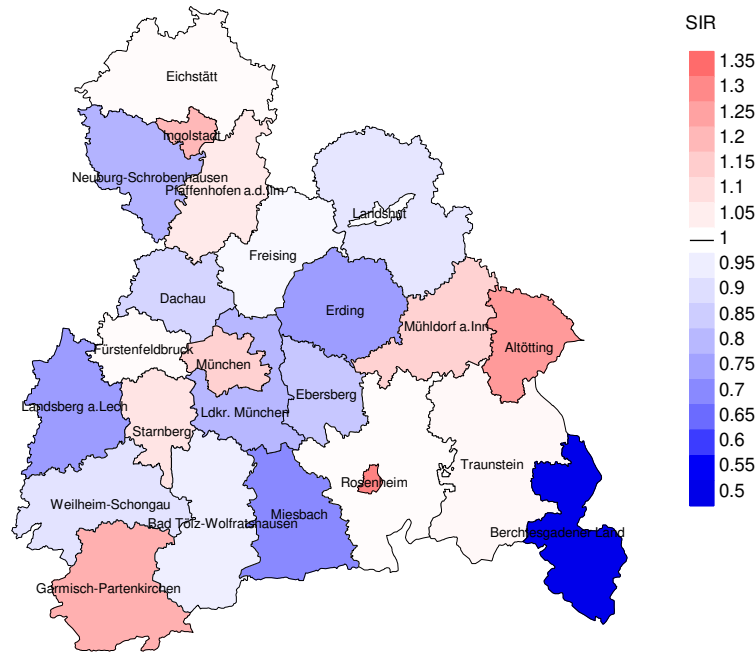 SIR
1.35
1.3
1.25
1.2
1.15
1.1
1.05
1
0.95
0.9
0.85
0.8
0.75
0.7
0.65
0.6
0.55
0.5
Eichstätt
Ingolstadt
Neuburg-Schrobenhausen
Pfaffenhofen a.d.Ilm
Landshut
Freising
Dachau
Erding
Mühldorf a.Inn
Altötting
Fürstenfeldbruck
München
Ebersberg
Landsberg a.Lech
Ldkr. München
Starnberg
Traunstein
Rosenheim
Weilheim-Schongau
Miesbach
Bad Tölz-Wolfratshausen
Berchtesgadener Land
Garmisch-Partenkirchen